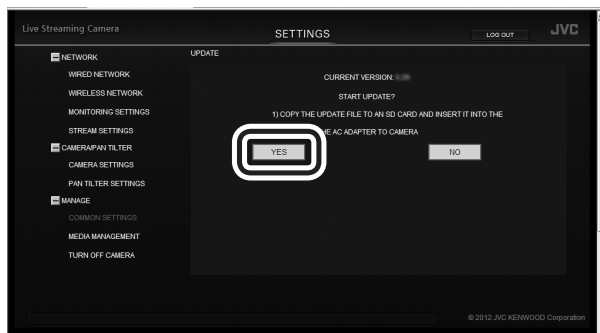 Live Streaming Camera
SETTINGS
LOG OUT
JVC
NETWORK
WIRED NETWORK
WIRELESS NETWORK
MONITORING SETTINGS
STREAM SETTINGS
CAMERA/PAN TILTER
CAMERA SETTINGS
PAN TILTER SETTINGS
MANAGE
COMMON SETTINGS
MEDIA MANAGEMENT
TURN OFF CAMERA
UPDATE
CURRENT VERSION:
START UPDATE?
1) COPY THE UPDATE FILE TO AN SD CARD AND INSERT IT INTO THE
AC ADAPTER TO CAMERA
YES
NO
© 2012 JVC KENWOOD Corporation